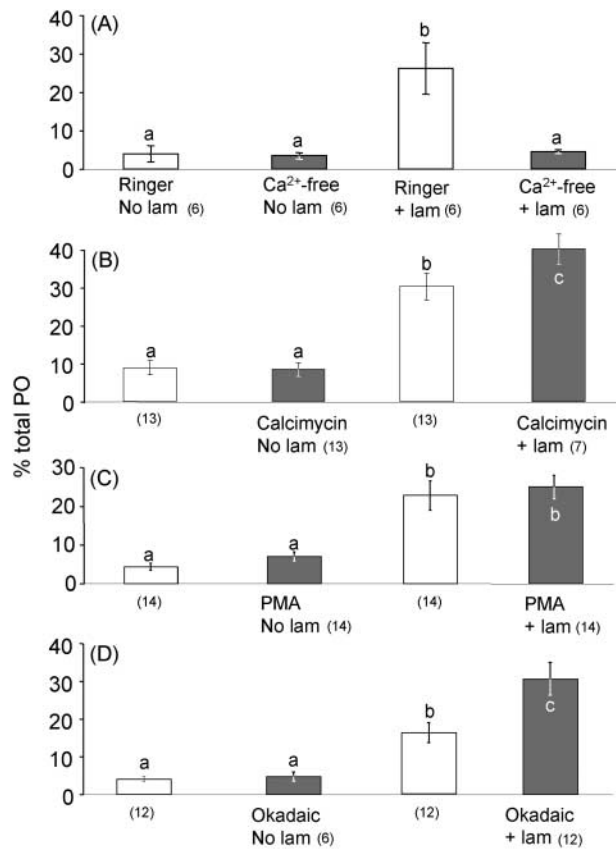 % total PO
(A)
40
30
20
10
0
a
a
b
a
Ringer Ca²⁺-free Ringer Ca²⁺-free
No lam (6) No lam (6) + lam (6) + lam (6)
(B)
40
30
20
10
0
a
a
b
c
(13) Calcimycin (13) Calcimycin
No lam (13) + lam (7)
(C)
30
20
10
0
a
a
b
b
(14) PMA (14) PMA
No lam (14) + lam (14)
(D)
40
30
20
10
0
a
a
b
c
(12) Okadaic (12) Okadaic
No lam (6) + lam (12)